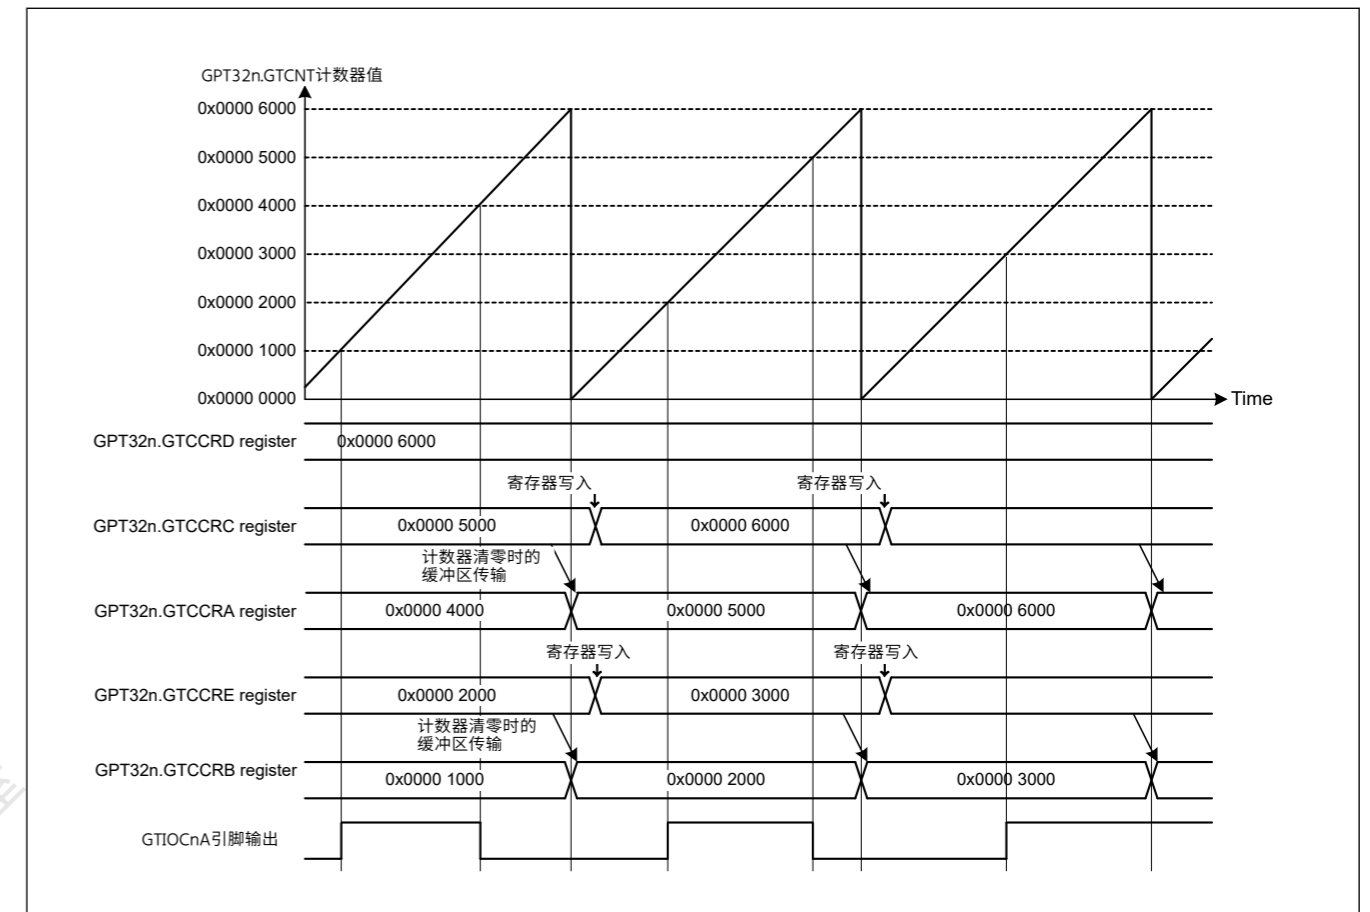 GPT32n.GTCNT计数器值
0x0000 6000
0x0000 5000
0x0000 4000
0x0000 3000
0x0000 2000
0x0000 1000
0x0000 0000
Time
GPT32n.GTCCRD register
0x0000 6000
寄存器写入
寄存器写入
GPT32n.GTCCRC register
0x0000 5000
0x0000 6000
计数器清零时的
缓冲区传输
GPT32n.GTCCRA register
0x0000 4000
0x0000 5000
0x0000 6000
寄存器写入
寄存器写入
GPT32n.GTCCRE register
0x0000 2000
0x0000 3000
计数器清零时的
缓冲区传输
GPT32n.GTCCRB register
0x0000 1000
0x0000 2000
0x0000 3000
GTIOCnA引脚输出